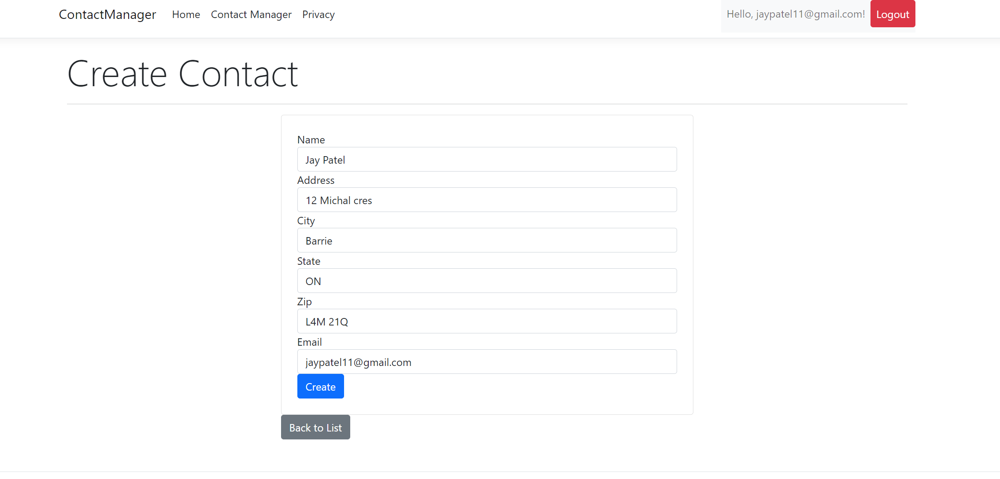 ContactManager Home Contact Manager Privacy Hello, jaypatel11@gmail.com! Logout
Create Contact
Name
Jay Patel
Address
12 Michal cres
City
Barrie
State
ON
Zip
L4M 21Q
Email
jaypatel11@gmail.com
Create
Back to List